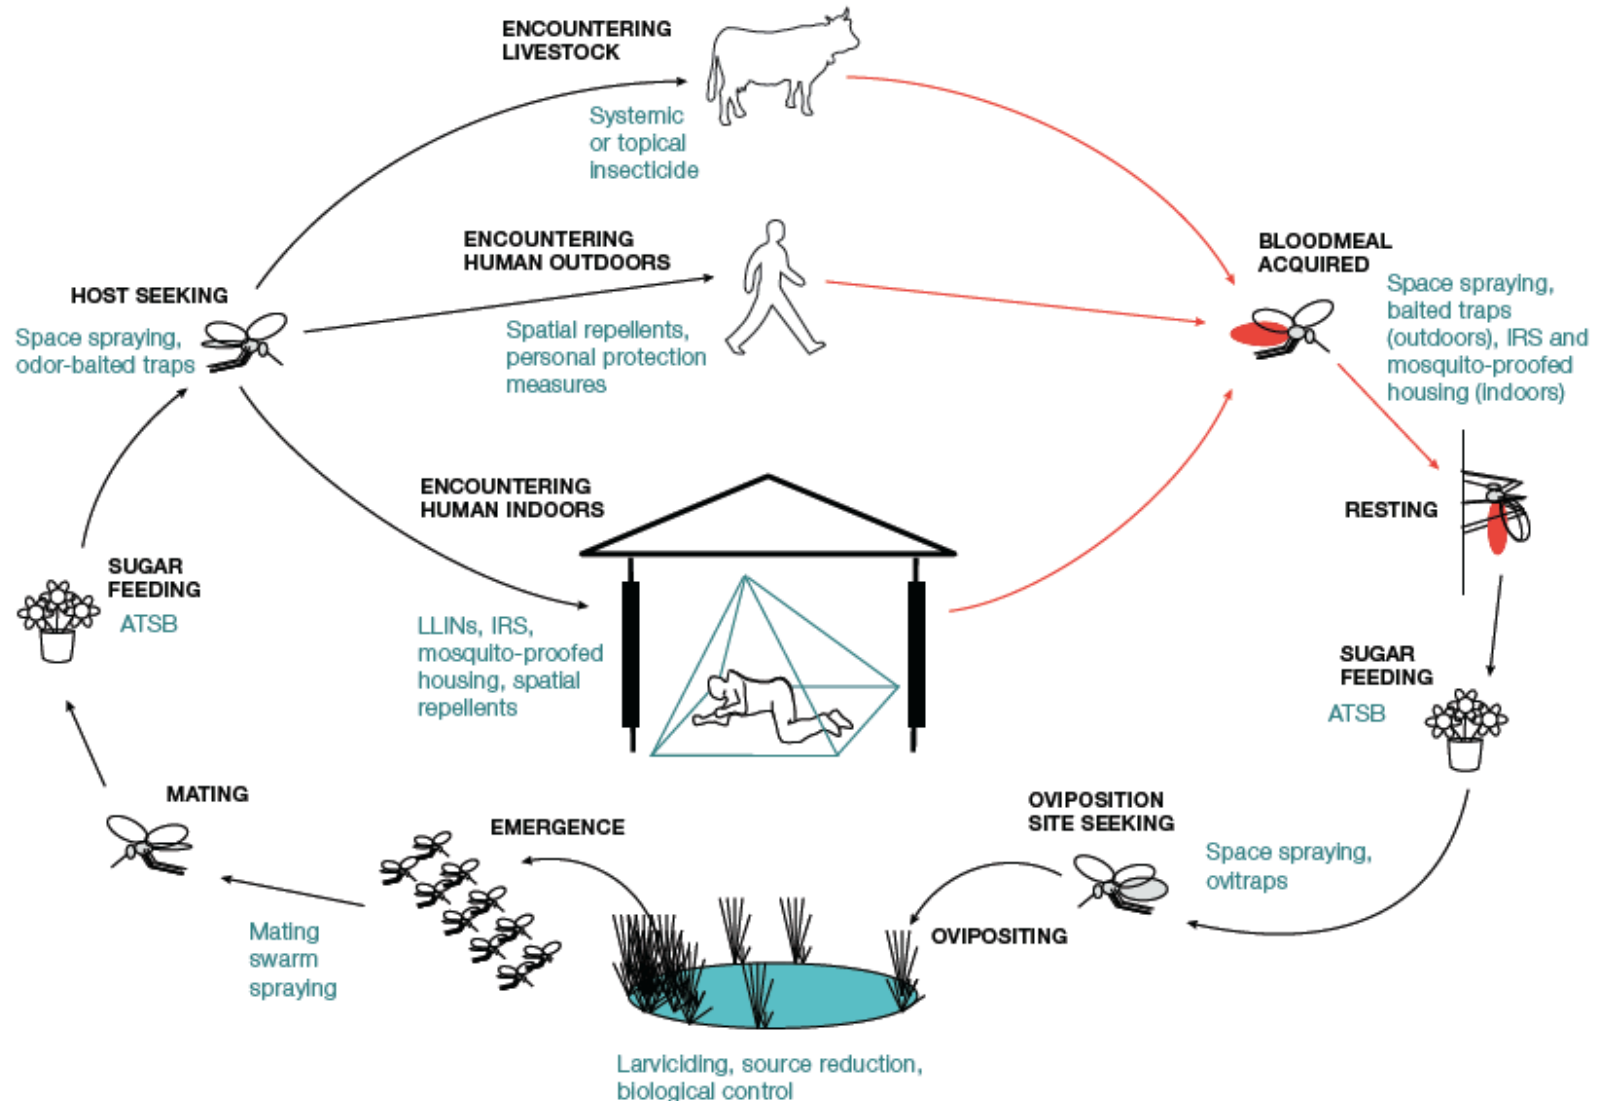 ENCOUNTERING
LIVESTOCK
Systemic
or topical
insecticide
ENCOUNTERING
HUMAN OUTDOORS
Spatial repellents,
personal protection
measures
HOST SEEKING
Space spraying,
odor-baited traps
BLOODMEAL
ACQUIRED
Space spraying,
baited traps
(outdoors), IRS and
mosquito-proofed
housing (indoors)
ENCOUNTERING
HUMAN INDOORS
LLINs, IRS,
mosquito-proofed
housing, spatial
repellents
RESTING
SUGAR
FEEDING
ATSB
SUGAR
FEEDING
ATSB
MATING
EMERGENCE
Mating
swarm
spraying
OVIPOSITION
SITE SEEKING
Space spraying,
ovitraps
OVIPOSITING
Larviciding, source reduction,
biological control